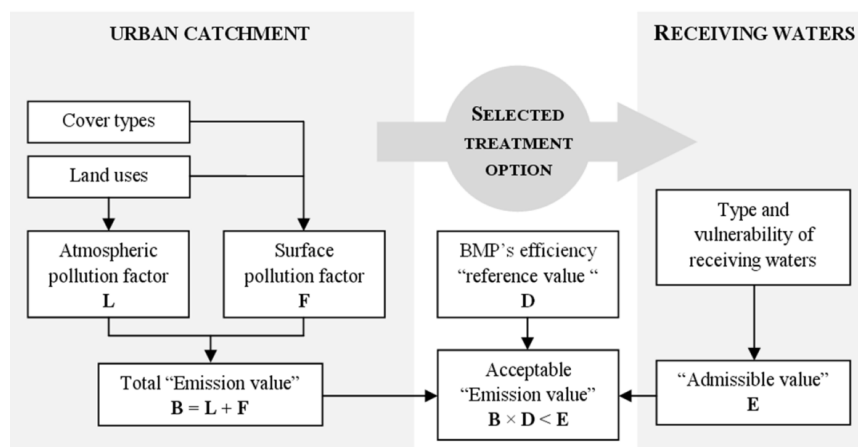 URBAN CATCHMENT
RECEIVING WATERS
SELECTED
TREATMENT
OPTION
Cover types
Land uses
Atmospheric
pollution factor
L
Surface
pollution factor
F
BMP's efficiency
"reference value "
D
Type and
vulnerability of
receiving waters
Total "Emission value"
B = L + F
Acceptable
"Emission value"
B × D < E
"Admissible value"
E